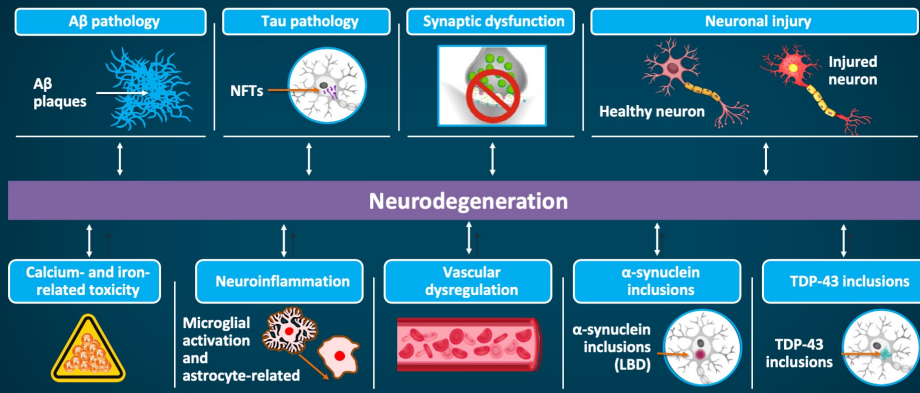 Aβ pathology
Tau pathology
Synaptic dysfunction
Neuronal injury
Aβ
plaques
NFTs
Healthy neuron
Injured
neuron
Neurodegeneration
Calcium- and iron-
related toxicity
Neuroinflammation
Vascular
dysregulation
α-synuclein
inclusions
TDP-43 inclusions
Microglial
activation
and
astrocyte-related
α-synuclein
inclusions
(LBD)
TDP-43
inclusions